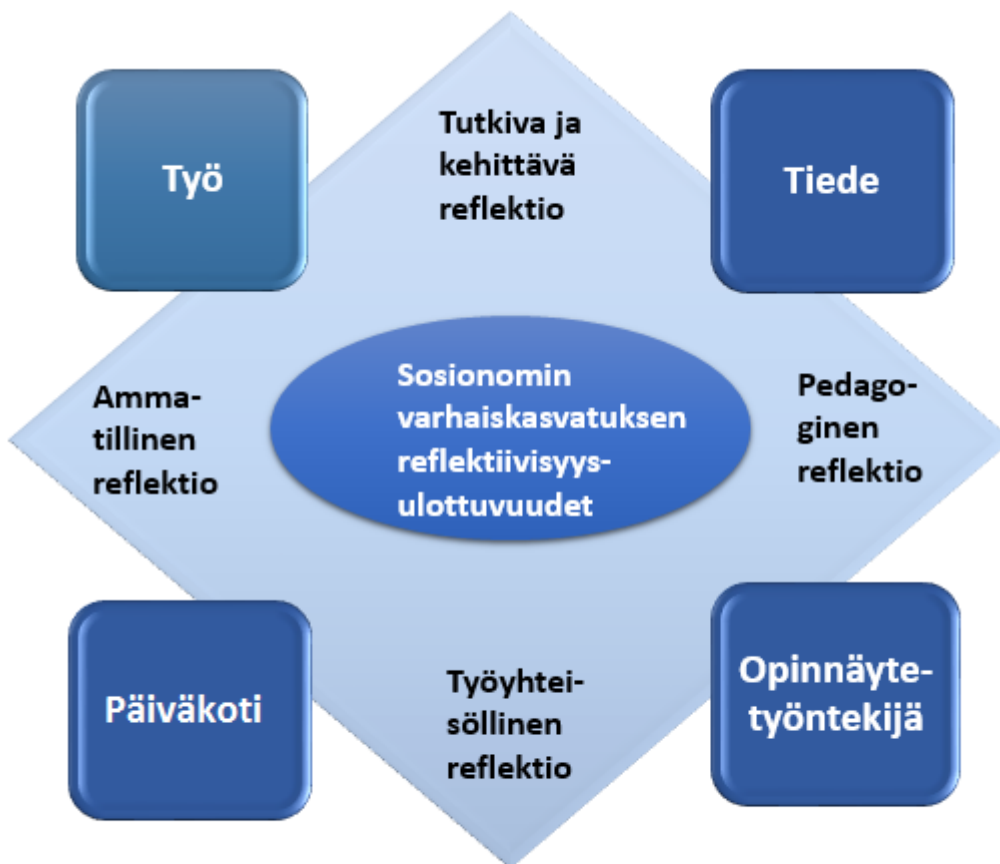 Työ
Tutkiva ja
kehittävä
reflektio
Tiede
Amma-
tillinen
reflektio
Sosionomin
varhaiskasvatuksen
reflektiivisyys-
ulottuvuudet
Pedago-
ginen
reflektio
Päiväkoti
Työyhtei-
söllinen
reflektio
Opinnäyte-
työntekijä